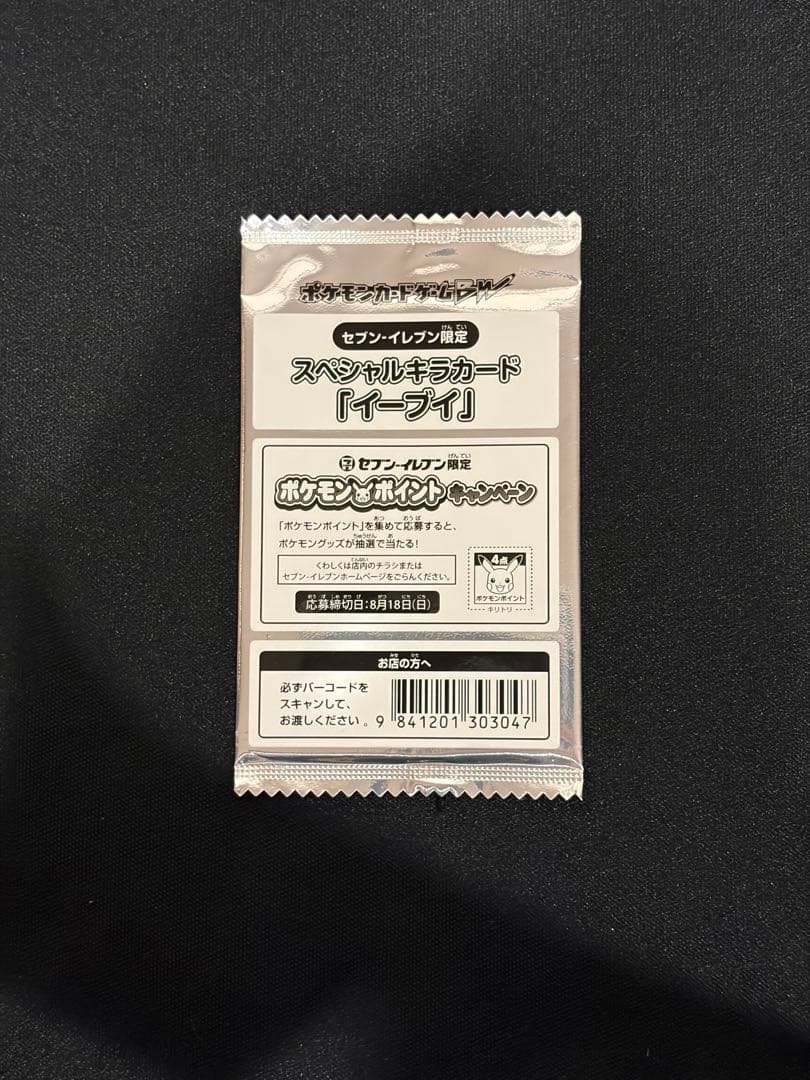 ポケモンカードゲームBW
セブン-イレブン限定
スペシャルキラカード
「イーブイ」
セブン-イレブン限定
ポケモンポイントキャンペーン
「ポケモンポイント」を集めて応募すると、
ポケモングッズが抽選で当たる!
くわしくは店内のチラシまたは
セブン-イレブンホームページをごらんください。
4点
ポケモンポイント
キリトリ
応募締切日:8月18日(日)
お店の方へ
必ずバーコードを
スキャンして、
お渡しください。
9 841201 303047